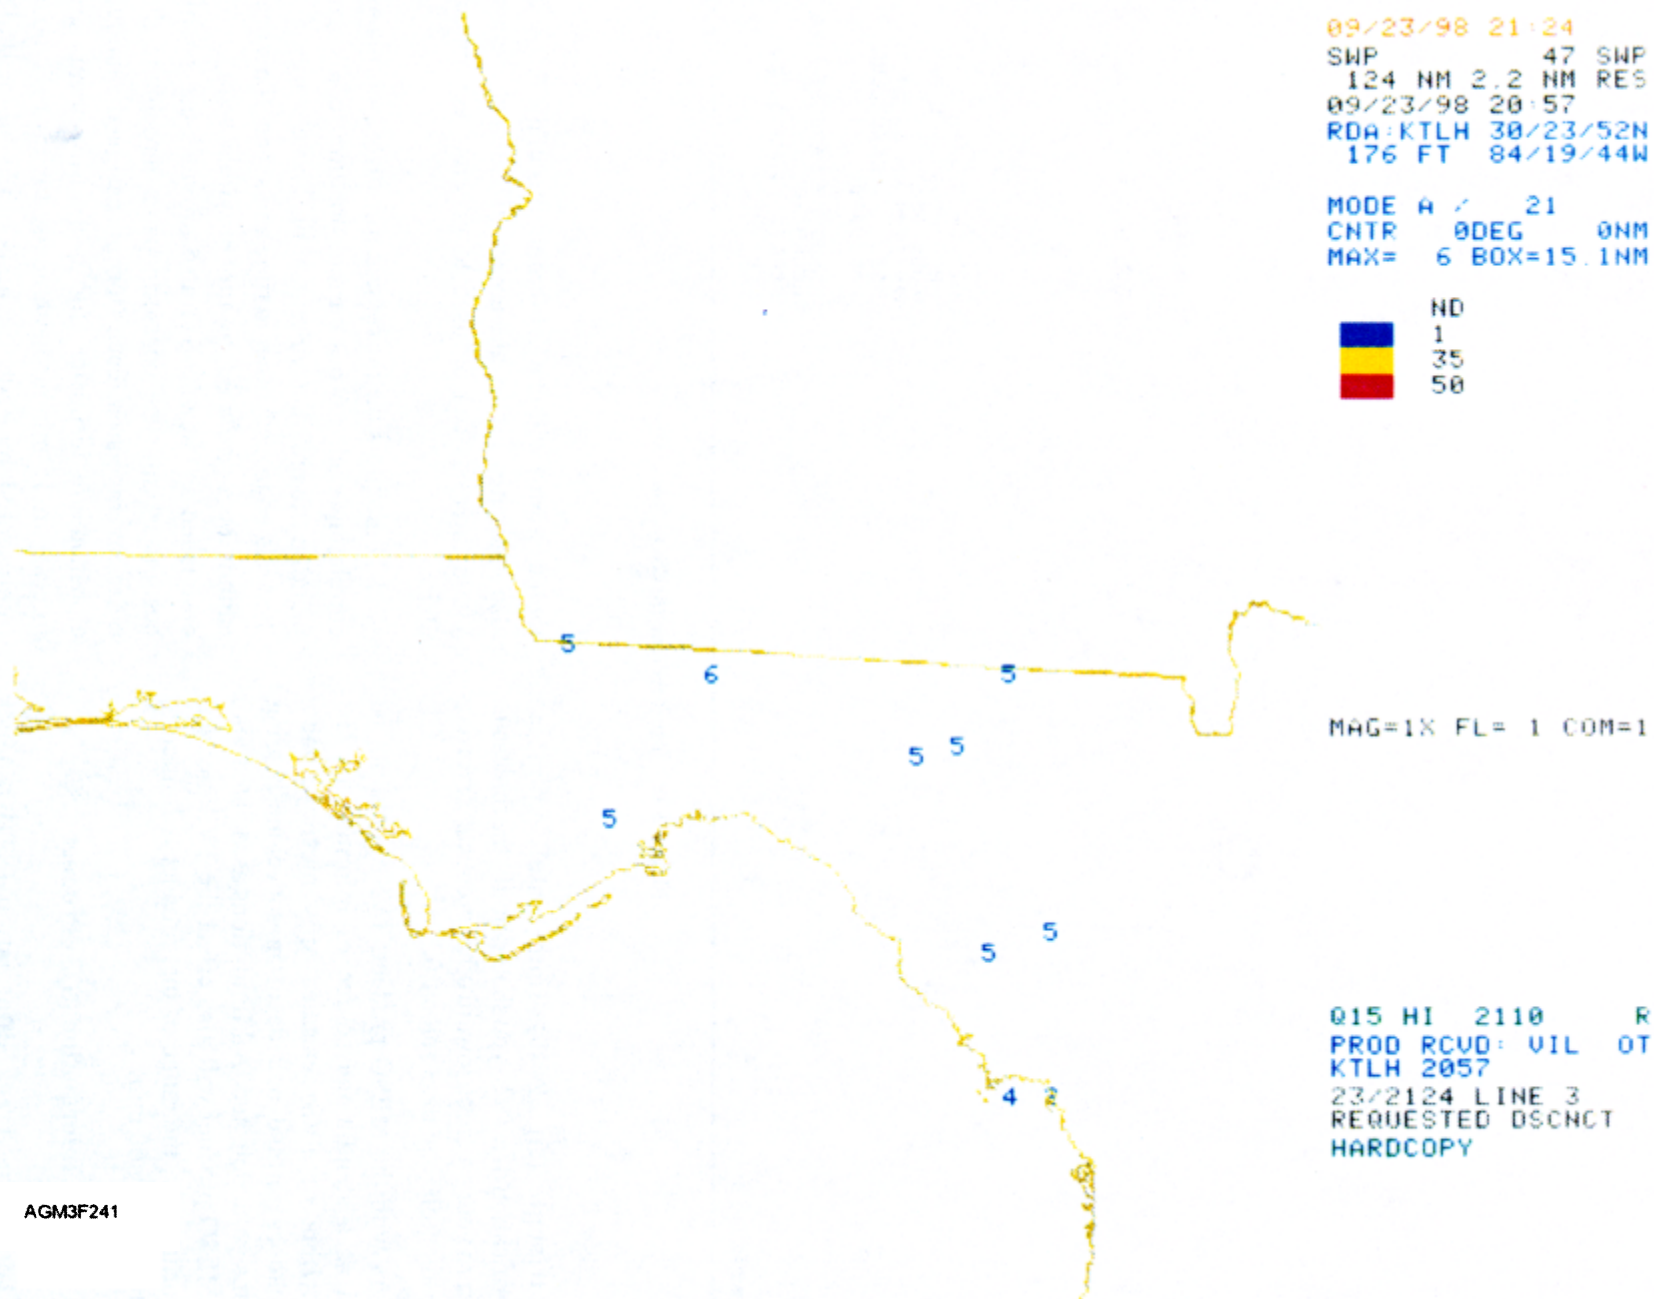 09/23/98 21:24
SWP 47 SWP
124 NM 2.2 NM RES
09/23/98 20:57
RDA:KTLH 30/23/52N
176 FT 84/19/44W
MODE A / 21
CNTR 0DEG 0NM
MAX= 6 BOX=15.1NM
ND
1
35
50
5
6
5
5
5
5
MAG=1X FL= 1 COM=1
5
5
4
2
Q15 HI 2110 R
PROD RCVD: VIL OT
KTLH 2057
23/2124 LINE 3
REQUESTED DSCNCT
HARDCOPY
AGM3F241